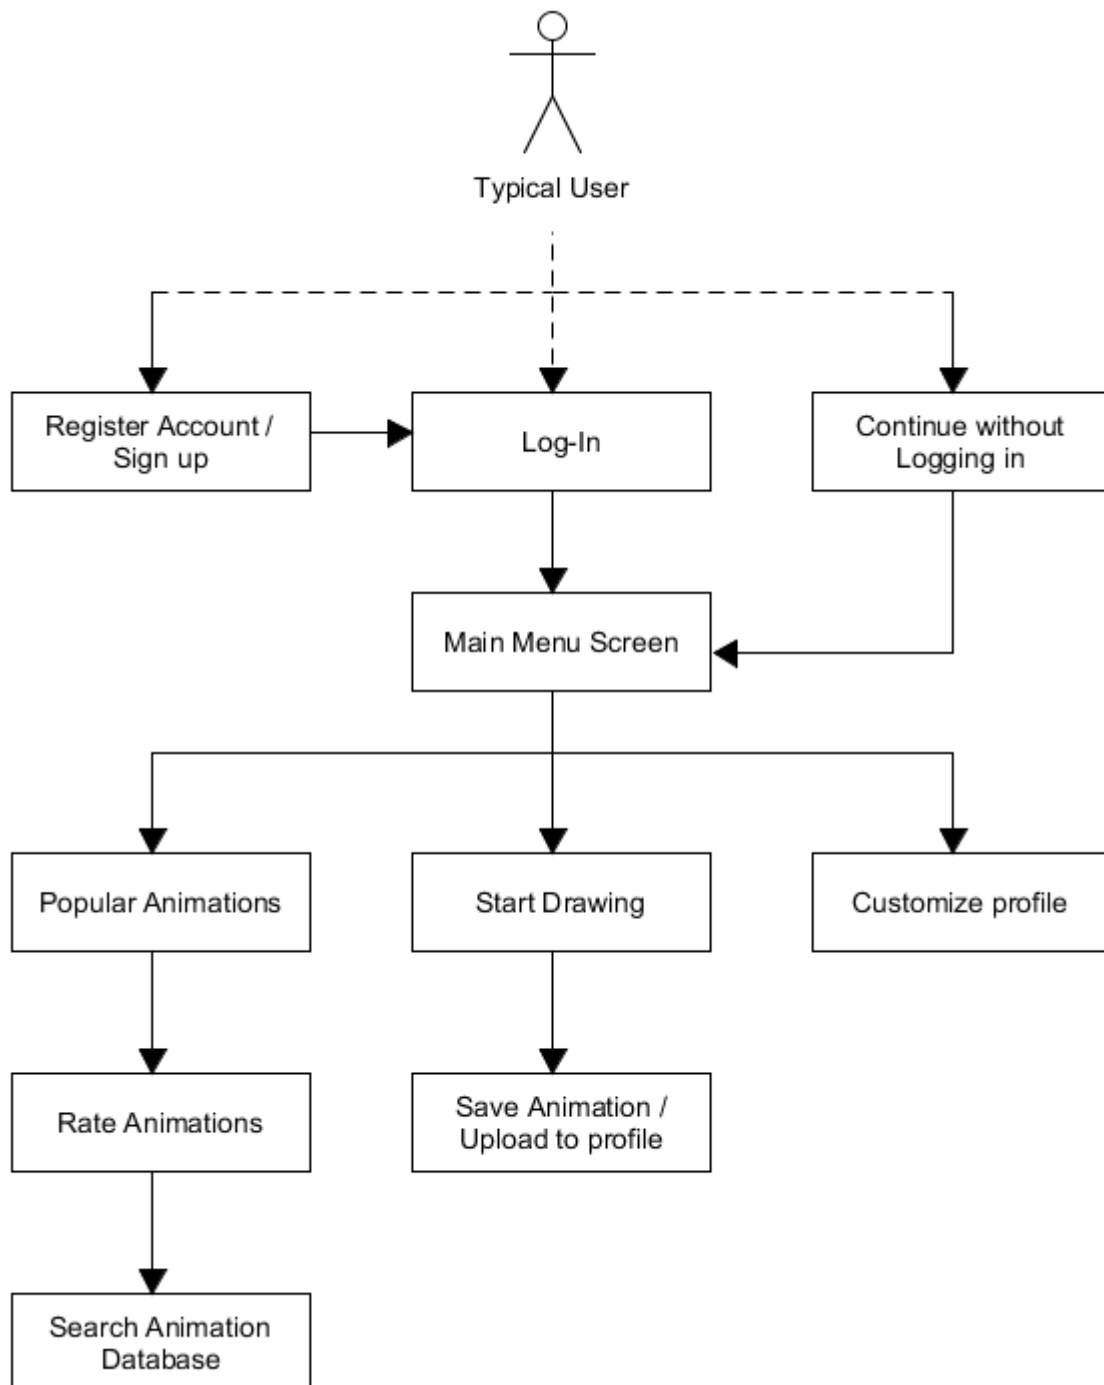 Typical User
Register Account /
Sign up
Log-In
Continue without
Logging in
Main Menu Screen
Popular Animations
Start Drawing
Customize profile
Rate Animations
Save Animation /
Upload to profile
Search Animation
Database